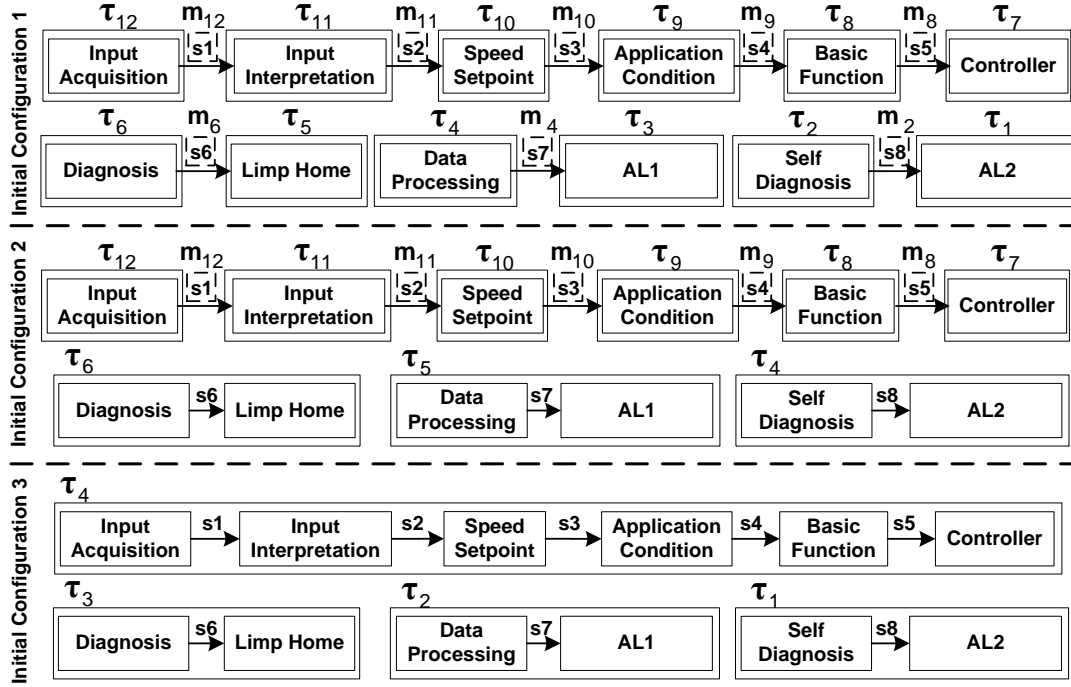 Initial Configuration 1
τ12 m12 τ11 m11 τ10 m10 τ9 m9 τ8 m8 τ7
Input Acquisition s1 Input Interpretation s2 Speed Setpoint s3 Application Condition s4 Basic Function s5 Controller
τ6 m6 τ5 τ4 m4 τ3 τ2 m2 τ1
Diagnosis s6 Limp Home Data Processing s7 AL1 Self Diagnosis s8 AL2
Initial Configuration 2
τ12 m12 τ11 m11 τ10 m10 τ9 m9 τ8 m8 τ7
Input Acquisition s1 Input Interpretation s2 Speed Setpoint s3 Application Condition s4 Basic Function s5 Controller
τ6 τ5 τ4
Diagnosis s6 Limp Home Data Processing s7 AL1 Self Diagnosis s8 AL2
Initial Configuration 3
τ4
Input Acquisition s1 Input Interpretation s2 Speed Setpoint s3 Application Condition s4 Basic Function s5 Controller
τ3 τ2 τ1
Diagnosis s6 Limp Home Data Processing s7 AL1 Self Diagnosis s8 AL2